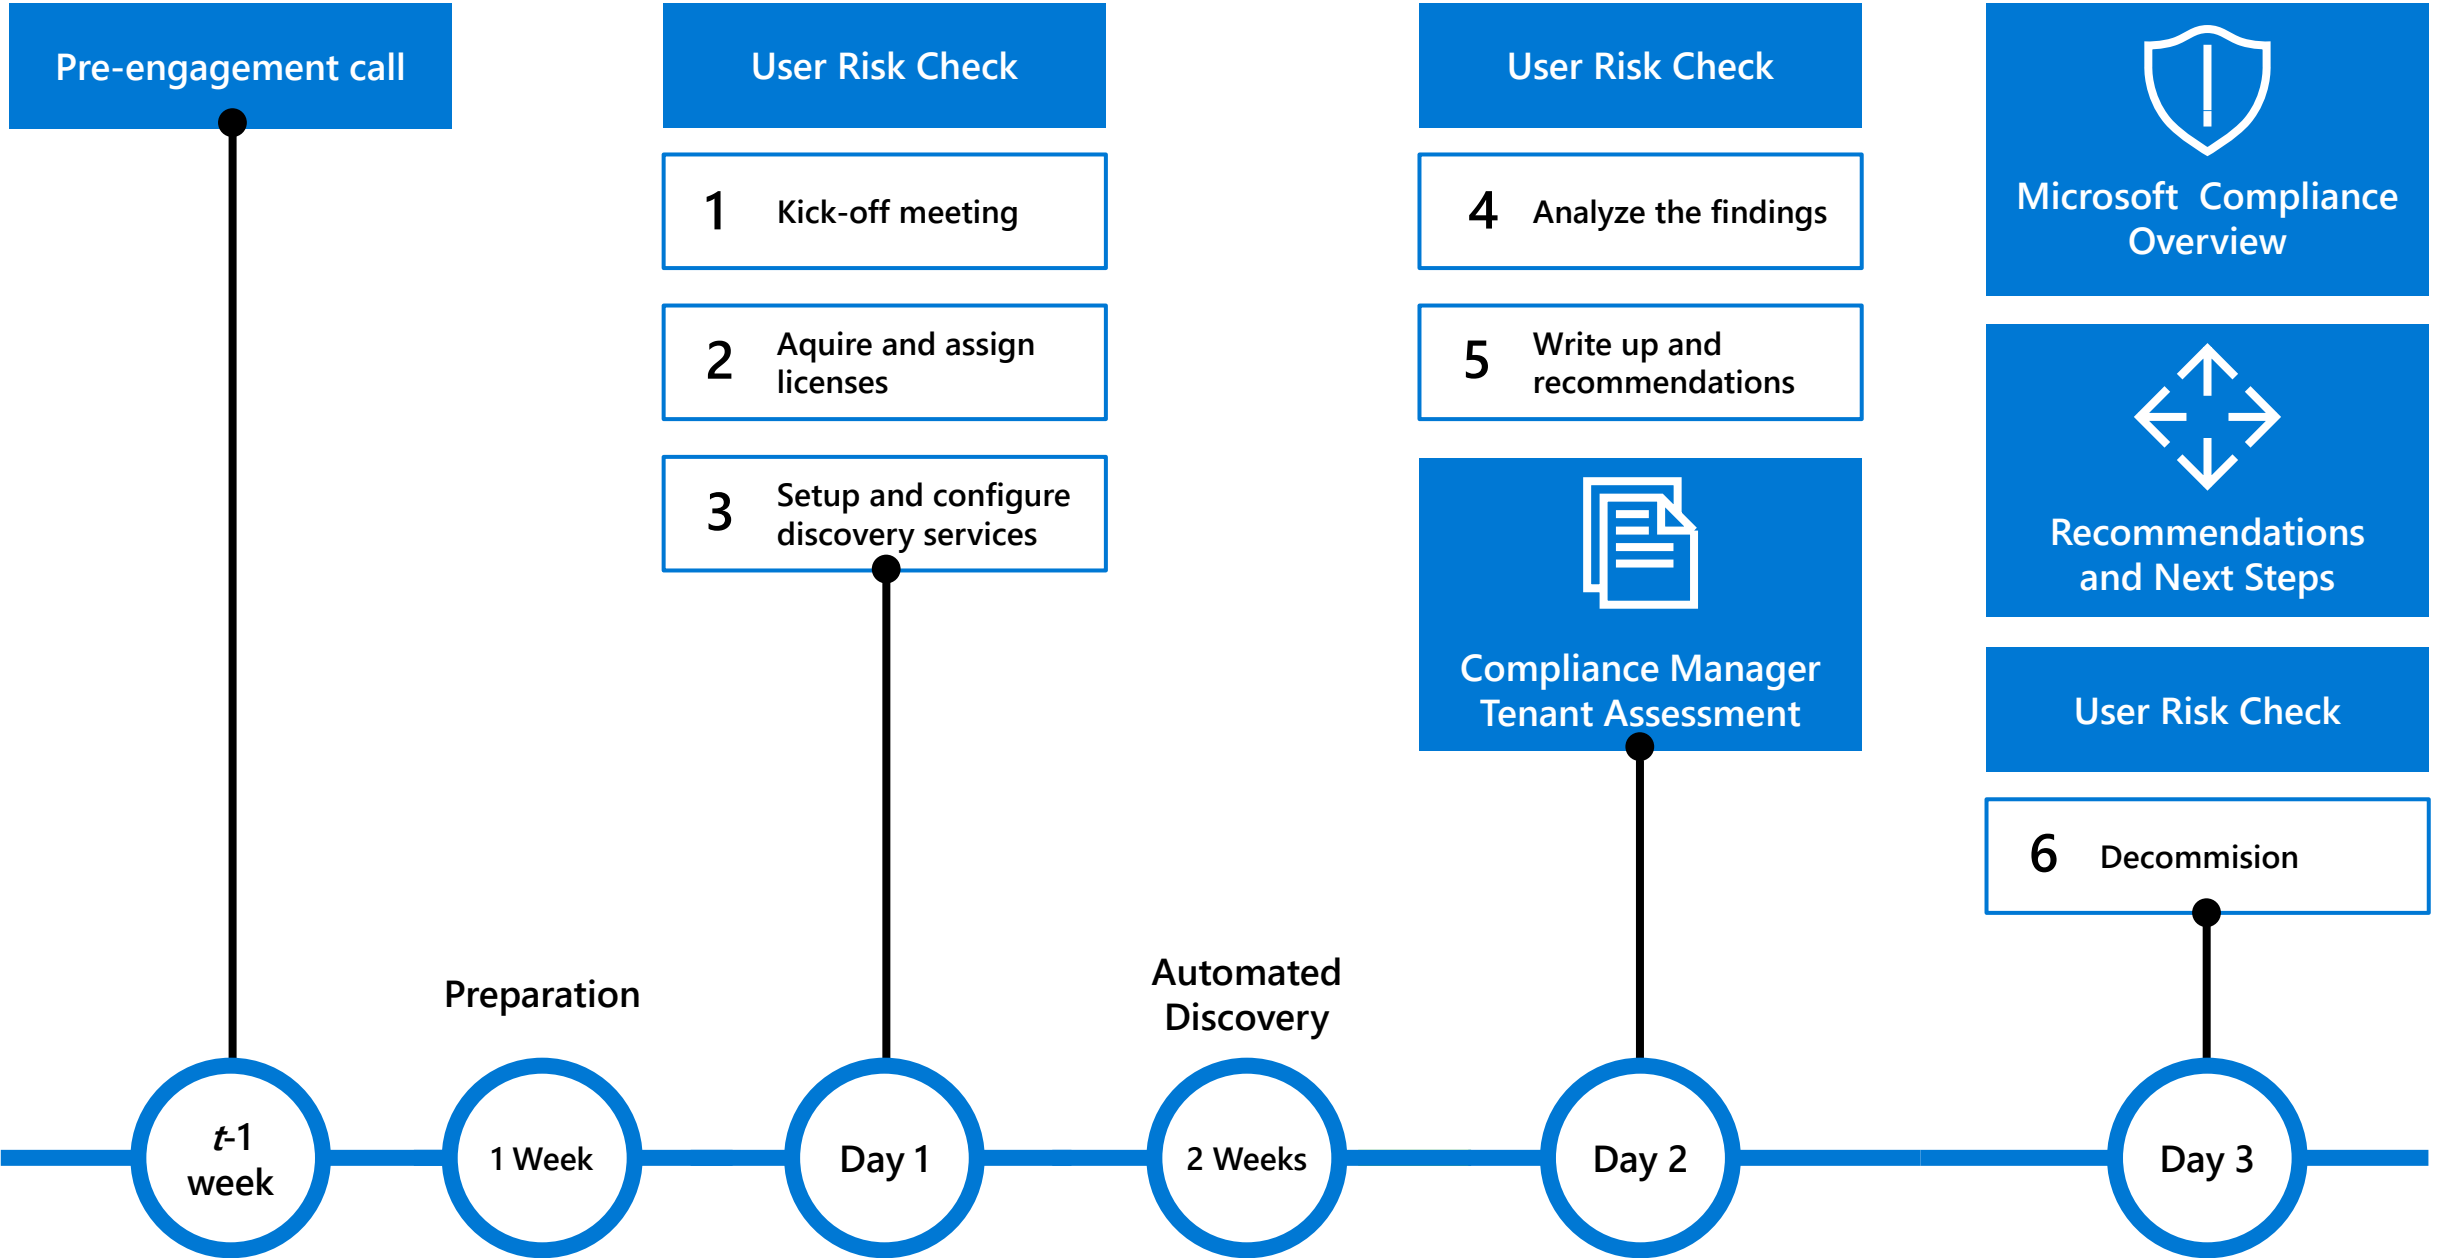 Pre-engagement call
User Risk Check
1
Kick-off meeting
2
Aquire and assign
licenses
3
Setup and configure
discovery services
User Risk Check
4
Analyze the findings
5
Write up and
recommendations
Compliance Manager
Tenant Assessment
Microsoft Compliance
Overview
Recommendations
and Next Steps
User Risk Check
6
Decommision
Preparation
Automated
Discovery
t-1
week
1 Week
Day 1
2 Weeks
Day 2
Day 3